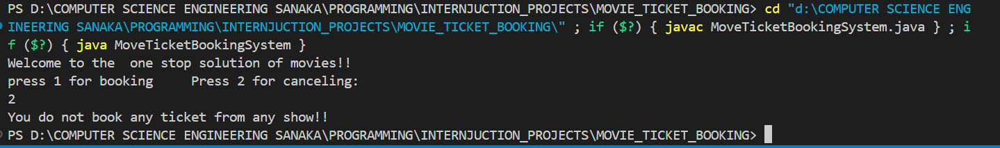 PS D:\COMPUTER SCIENCE ENGINEERING SANAKA\PROGRAMMING\INTERNJUCTION_PROJECTS\MOVIE_TICKET_BOOKING> cd "d:\COMPUTER SCIENCE ENG
INEERING SANAKA\PROGRAMMING\INTERNJUCTION_PROJECTS\MOVIE_TICKET_BOOKING\" ; if ($?) { javac MoveTicketBookingSystem.java } ; i
f ($?) { java MoveTicketBookingSystem }
Welcome to the  one stop solution of movies!!
press 1 for booking     Press 2 for canceling:
2
You do not book any ticket from any show!!
PS D:\COMPUTER SCIENCE ENGINEERING SANAKA\PROGRAMMING\INTERNJUCTION_PROJECTS\MOVIE_TICKET_BOOKING>